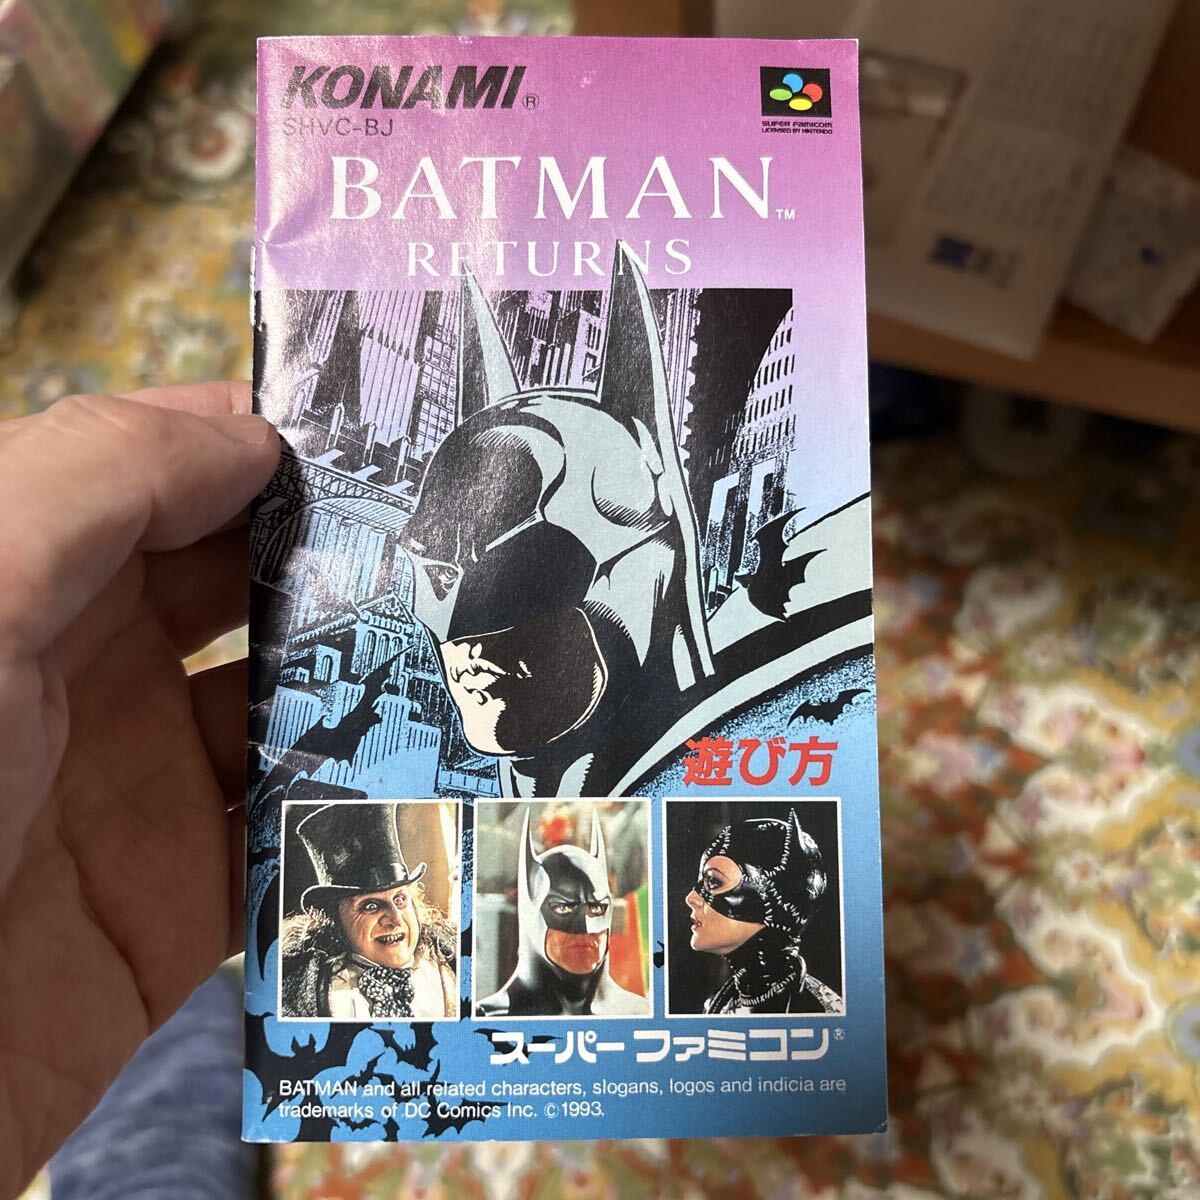 KONAMI®
SHVC-BJ
SUPER FAMICOM
LICENSED BY NINTENDO
BATMAN™
RETURNS
遊び方
スーパーファミコン®
BATMAN and all related characters, slogans, logos and indicia are
trademarks of DC Comics Inc. ©1993.